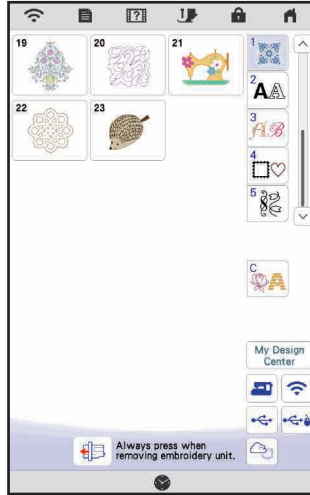 19
20
21
22
23
1
2
AA
3
AB
4
5
C
A
My Design
Center
Always press when
removing embroidery unit.